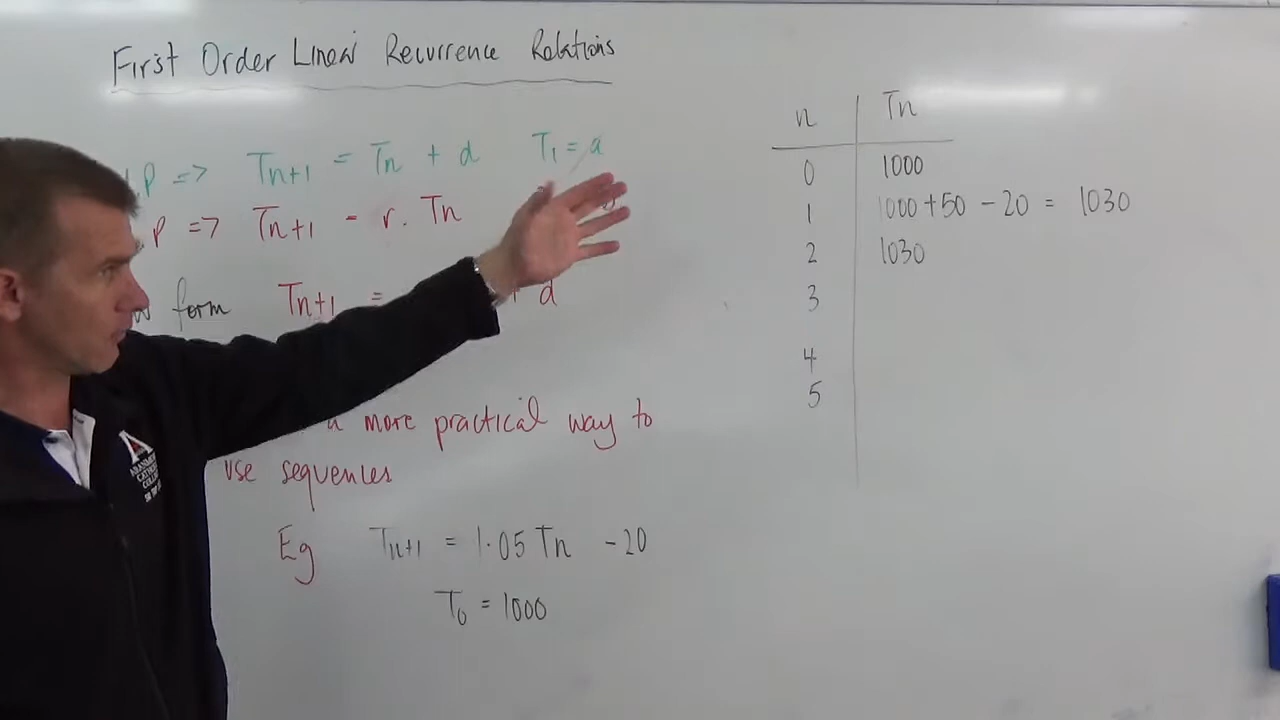 First Order Linear Recurrence Relations
.P => Tn+1 = Tn + d T1 = a
P => Tn+1 = r. Tn
form Tn+1 = + d
more practical way to
use sequences
Eg Tn+1 = 1.05 Tn - 20
T0 = 1000
n Tn
0 1000
1 1000 + 50 - 20 = 1030
2 1030
3
4
5